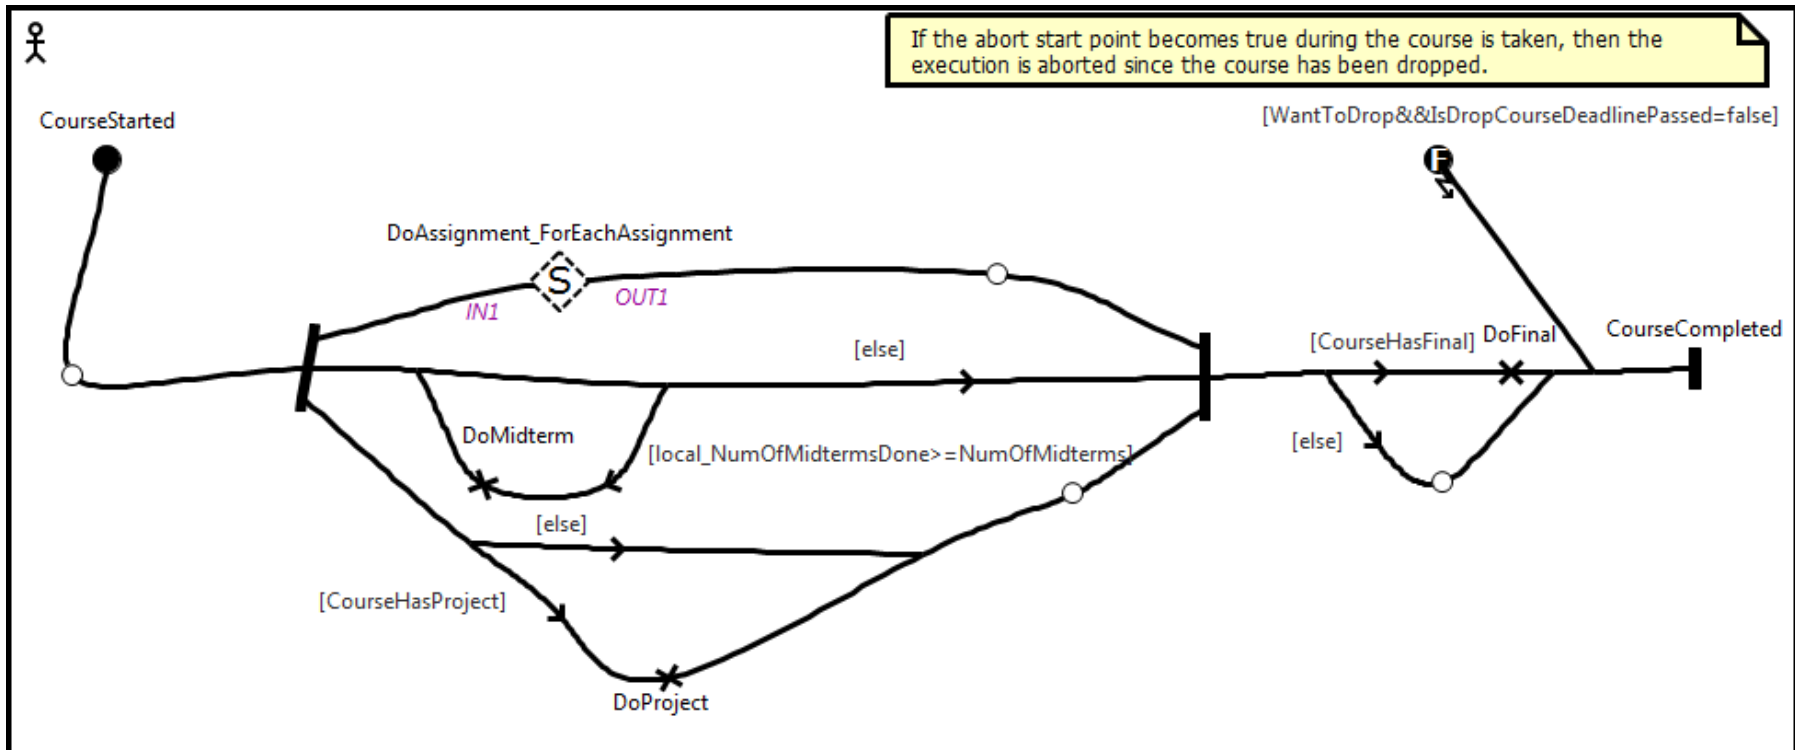 If the abort start point becomes true during the course is taken, then the
execution is aborted since the course has been dropped.
CourseStarted
[WantToDrop&&IsDropCourseDeadlinePassed=false]
F
DoAssignment_ForEachAssignment
S
IN1
OUT1
[else]
[CourseHasFinal]
DoFinal
CourseCompleted
DoMidterm
[local_NumOfMidtermsDone>=NumOfMidterms]
[else]
[else]
[CourseHasProject]
DoProject